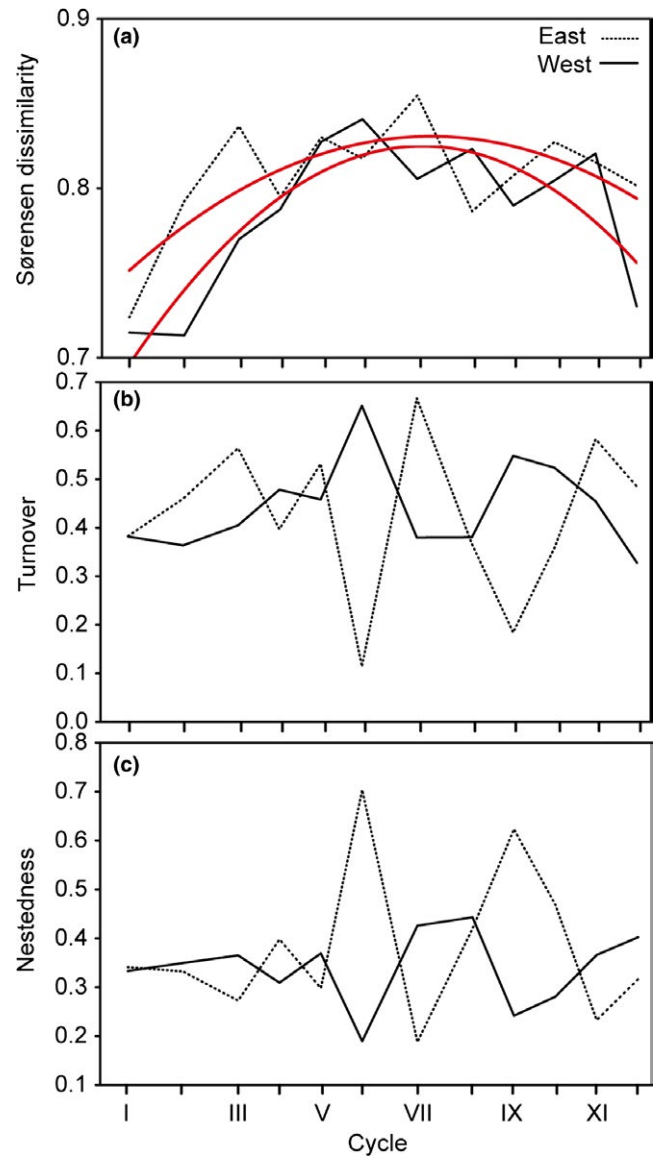 (a)
East
West
Sørensen dissimilarity
0.9
0.8
0.7
(b)
Turnover
0.7
0.6
0.5
0.4
0.3
0.2
0.1
0.0
(c)
Nestedness
0.8
0.7
0.6
0.5
0.4
0.3
0.2
0.1
I III V VII IX XI
Cycle